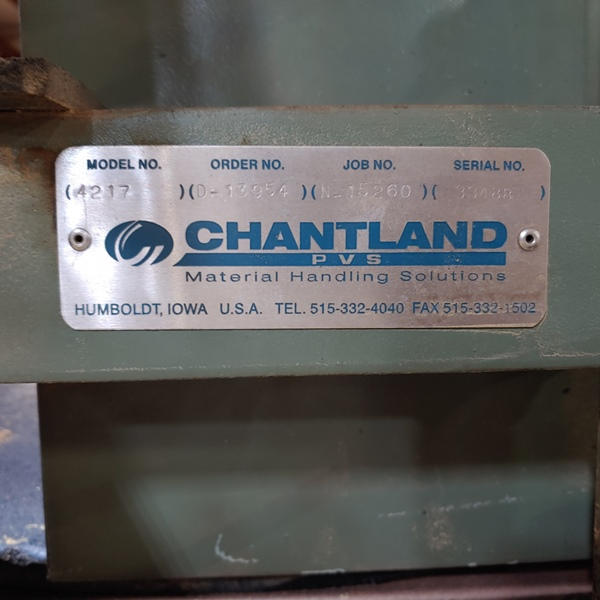 MODEL NO. ORDER NO. JOB NO. SERIAL NO.
(4217 )(D-13954 )(N-15260 )( 3348R )
CHANTLAND
PVS
Material Handling Solutions
HUMBOLDT, IOWA U.S.A. TEL. 515-332-4040 FAX 515-332-1502